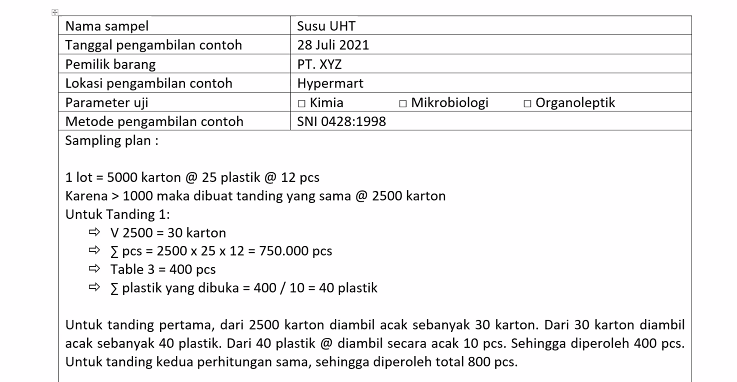 Nama sampel Susu UHT
Tanggal pengambilan contoh 28 Juli 2021
Pemilik barang PT. XYZ
Lokasi pengambilan contoh Hypermart
Parameter uji □ Kimia □ Mikrobiologi □ Organoleptik
Metode pengambilan contoh SNI 0428:1998
Sampling plan :
1 lot = 5000 karton @ 25 plastik @ 12 pcs
Karena > 1000 maka dibuat tanding yang sama @ 2500 karton
Untuk Tanding 1:
⇨ V 2500 = 30 karton
⇨ ∑ pcs = 2500 x 25 x 12 = 750.000 pcs
⇨ Table 3 = 400 pcs
⇨ ∑ plastik yang dibuka = 400 / 10 = 40 plastik
Untuk tanding pertama, dari 2500 karton diambil acak sebanyak 30 karton. Dari 30 karton diambil
acak sebanyak 40 plastik. Dari 40 plastik @ diambil secara acak 10 pcs. Sehingga diperoleh 400 pcs.
Untuk tanding kedua perhitungan sama, sehingga diperoleh total 800 pcs.